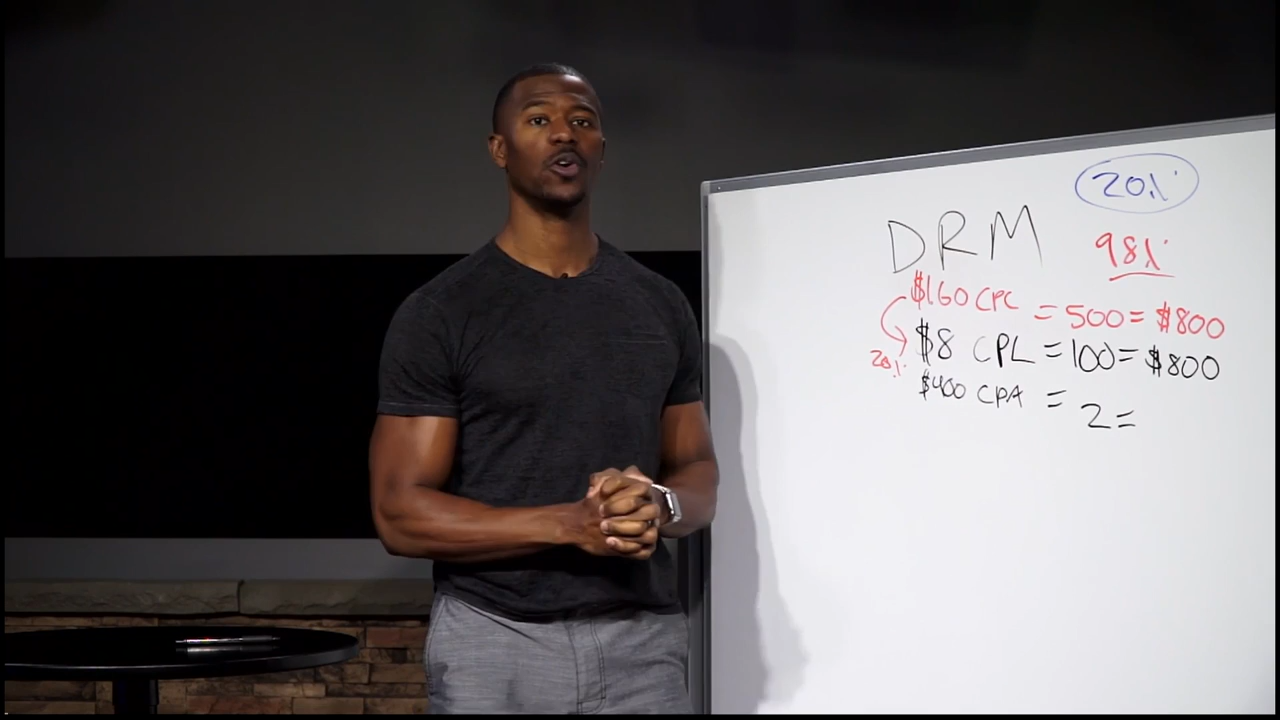 20%
DRM 98%
$1.60 CPC = 500 = $800
20%
$8 CPL = 100 = $800
$400 CPA = 2 =